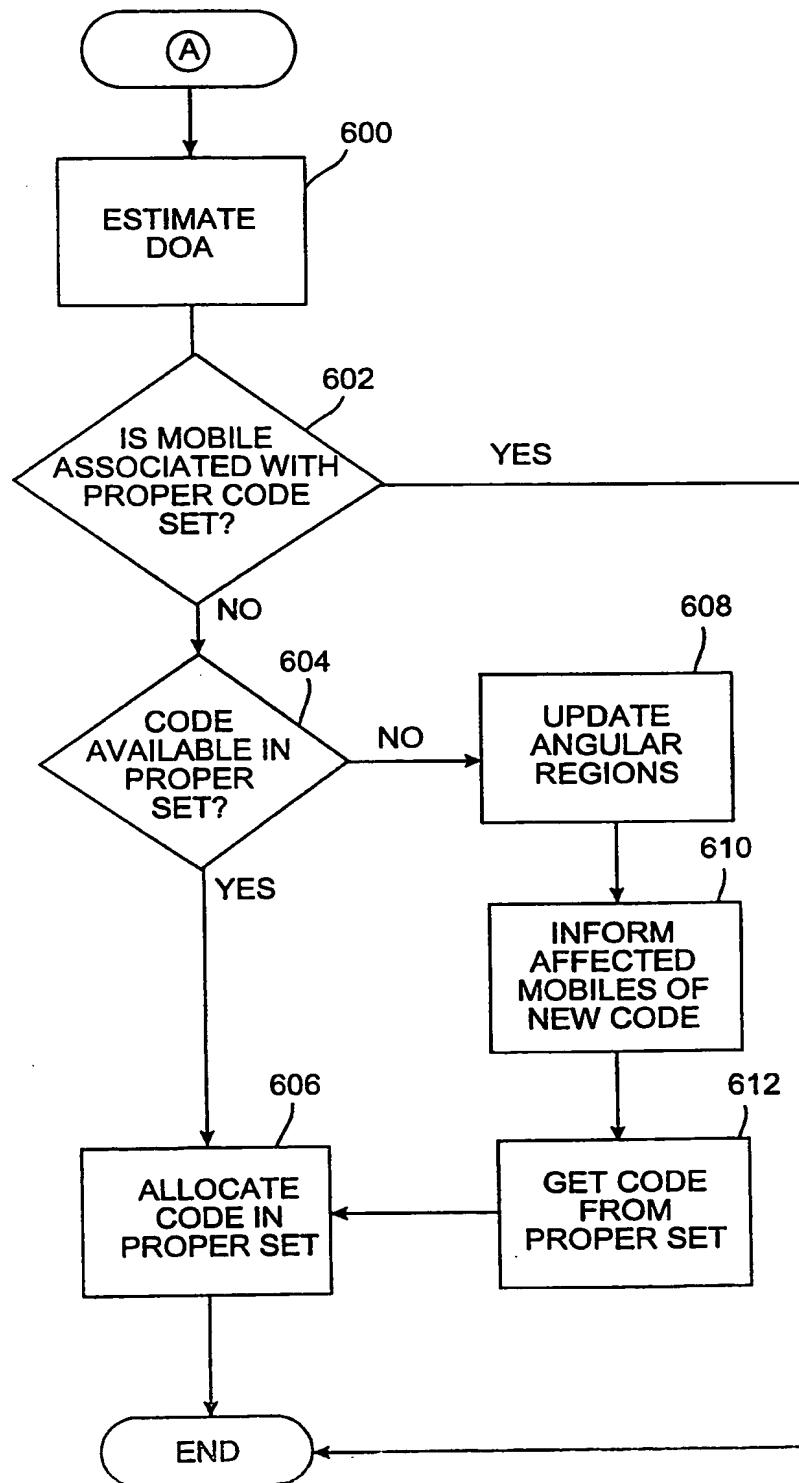 A
600
ESTIMATE
DOA
602
IS MOBILE
ASSOCIATED WITH
PROPER CODE
SET?
YES
NO
604
CODE
AVAILABLE IN
PROPER
SET?
NO
YES
608
UPDATE
ANGULAR
REGIONS
610
INFORM
AFFECTED
MOBILES OF
NEW CODE
612
GET CODE
FROM
PROPER SET
606
ALLOCATE
CODE IN
PROPER SET
END